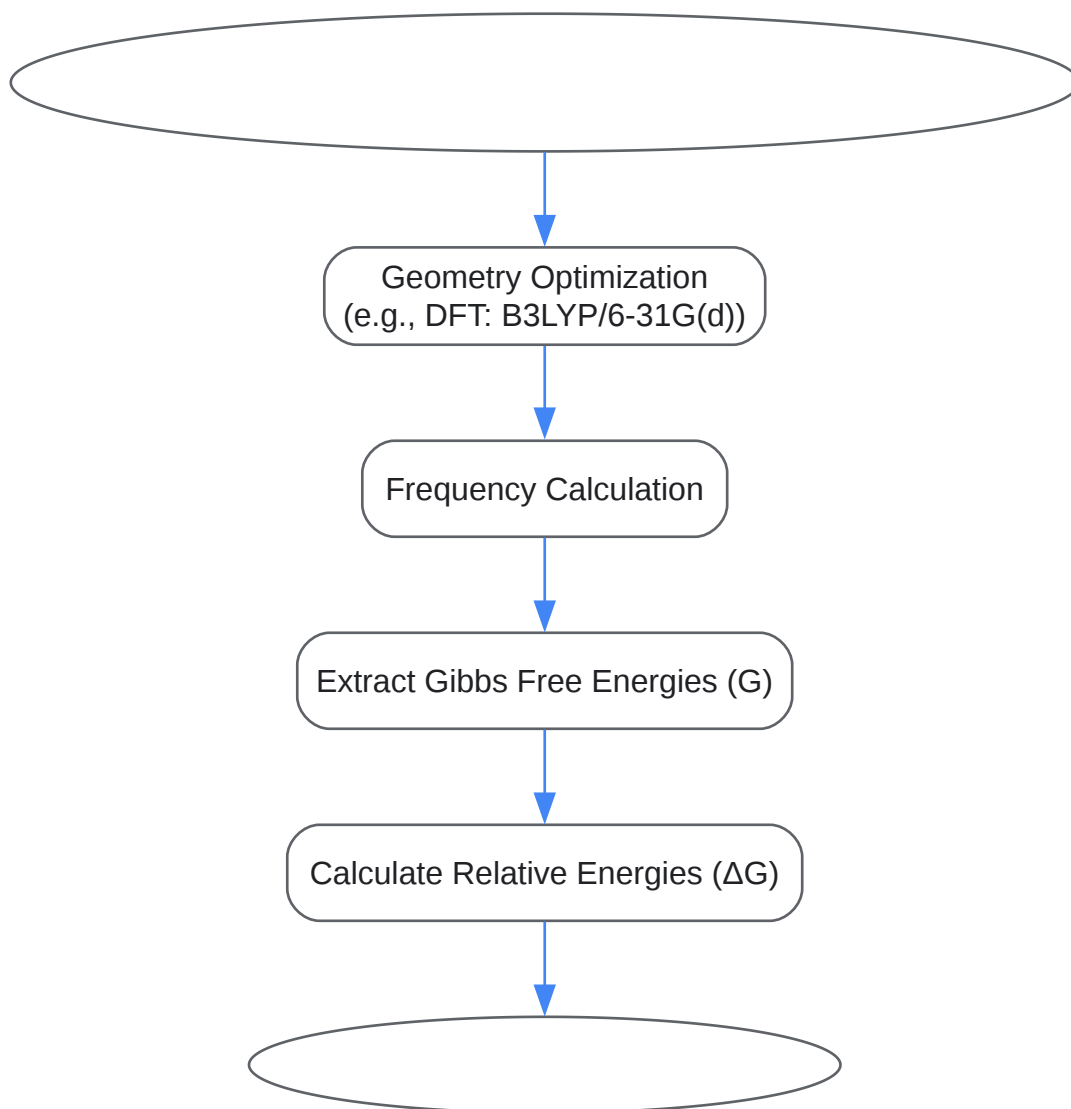 Geometry Optimization
(e.g., DFT: B3LYP/6-31G(d))
Frequency Calculation
Extract Gibbs Free Energies (G)
Calculate Relative Energies (ΔG)